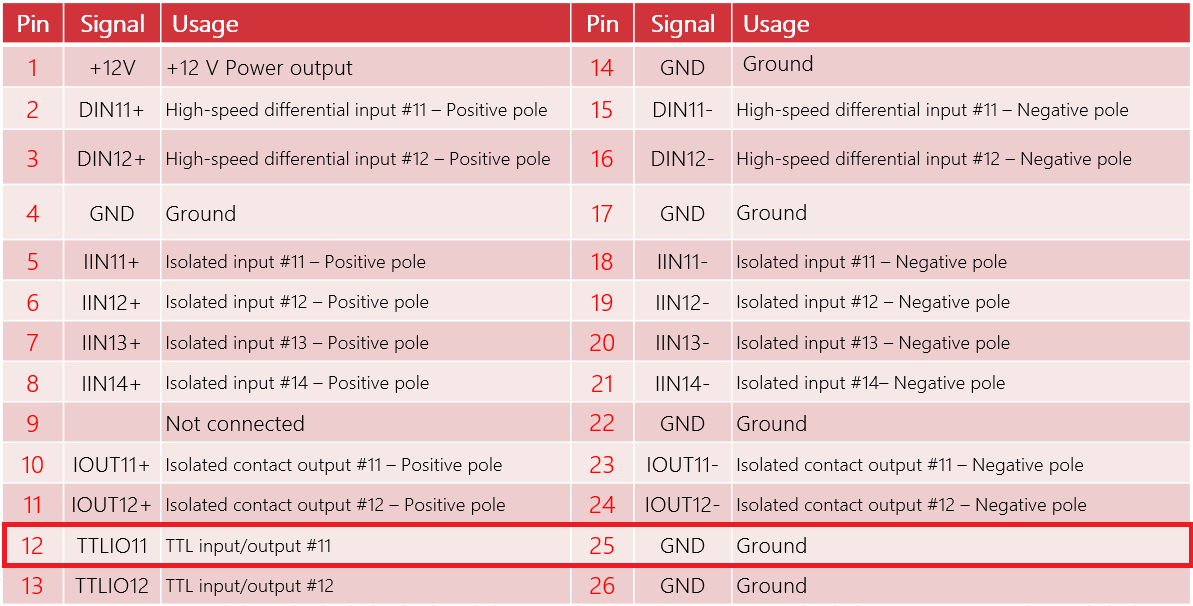 Pin Signal Usage Pin Signal Usage
1 +12V +12 V Power output 14 GND Ground
2 DIN11+ High-speed differential input #11 – Positive pole 15 DIN11- High-speed differential input #11 – Negative pole
3 DIN12+ High-speed differential input #12 – Positive pole 16 DIN12- High-speed differential input #12 – Negative pole
4 GND Ground 17 GND Ground
5 IIN11+ Isolated input #11 – Positive pole 18 IIN11- Isolated input #11 – Negative pole
6 IIN12+ Isolated input #12 – Positive pole 19 IIN12- Isolated input #12 – Negative pole
7 IIN13+ Isolated input #13 – Positive pole 20 IIN13- Isolated input #13 – Negative pole
8 IIN14+ Isolated input #14 – Positive pole 21 IIN14- Isolated input #14– Negative pole
9 Not connected 22 GND Ground
10 IOUT11+ Isolated contact output #11 – Positive pole 23 IOUT11- Isolated contact output #11 – Negative pole
11 IOUT12+ Isolated contact output #12 – Positive pole 24 IOUT12- Isolated contact output #12 – Negative pole
12 TTLIO11 TTL input/output #11 25 GND Ground
13 TTLIO12 TTL input/output #12 26 GND Ground